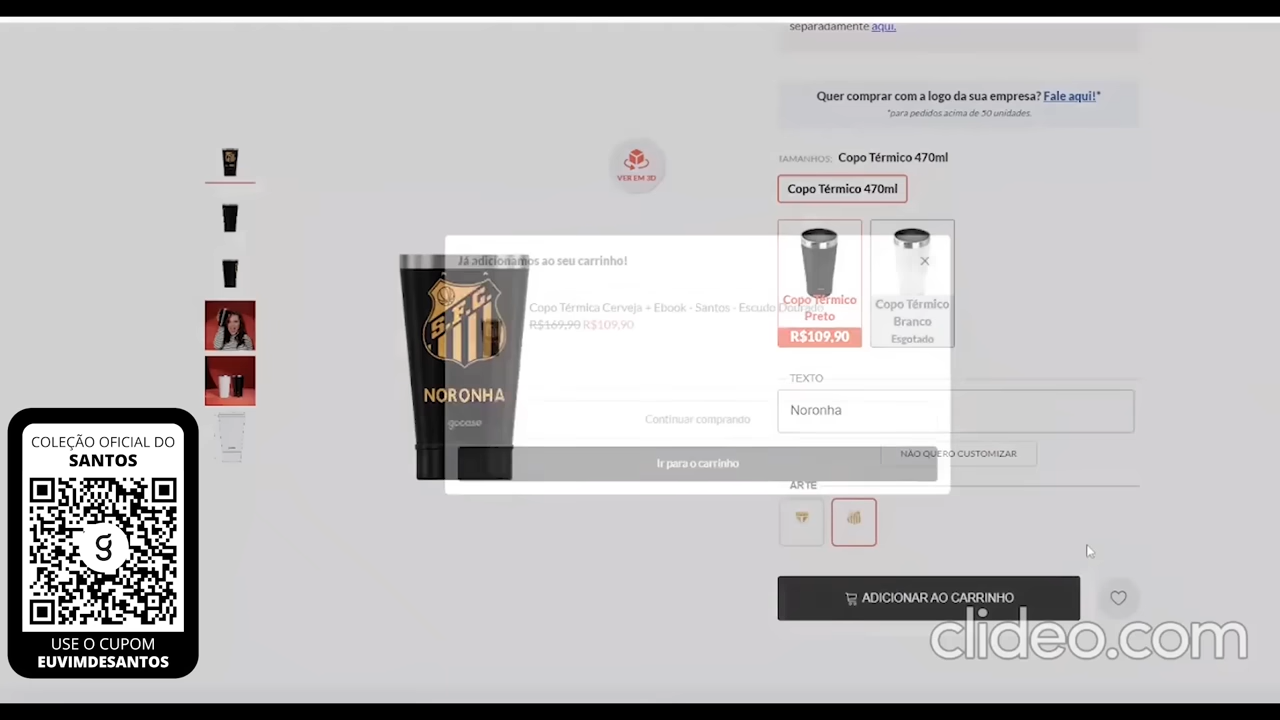 separadamente aqui.
Quer comprar com a logo da sua empresa? Fale aqui!*
*para pedidos acima de 50 unidades.
TAMANHOS: Copo Térmico 470ml
Copo Térmico 470ml
VER EM 3D
Copo Térmico
Preto
R$109,90
Copo Térmico
Branco
Esgotado
Já adicionamos ao seu carrinho!
Copo Térmica Cerveja + Ebook - Santos - Escudo Dourado
R$169,90 R$109,90
Continuar comprando
Ir para o carrinho
S.F.C.
NORONHA
gocase
TEXTO
Noronha
NÃO QUERO CUSTOMIZAR
ARTE
ADICIONAR AO CARRINHO
COLEÇÃO OFICIAL DO
SANTOS
g
USE O CUPOM
EUVIMDESANTOS
clideo.com